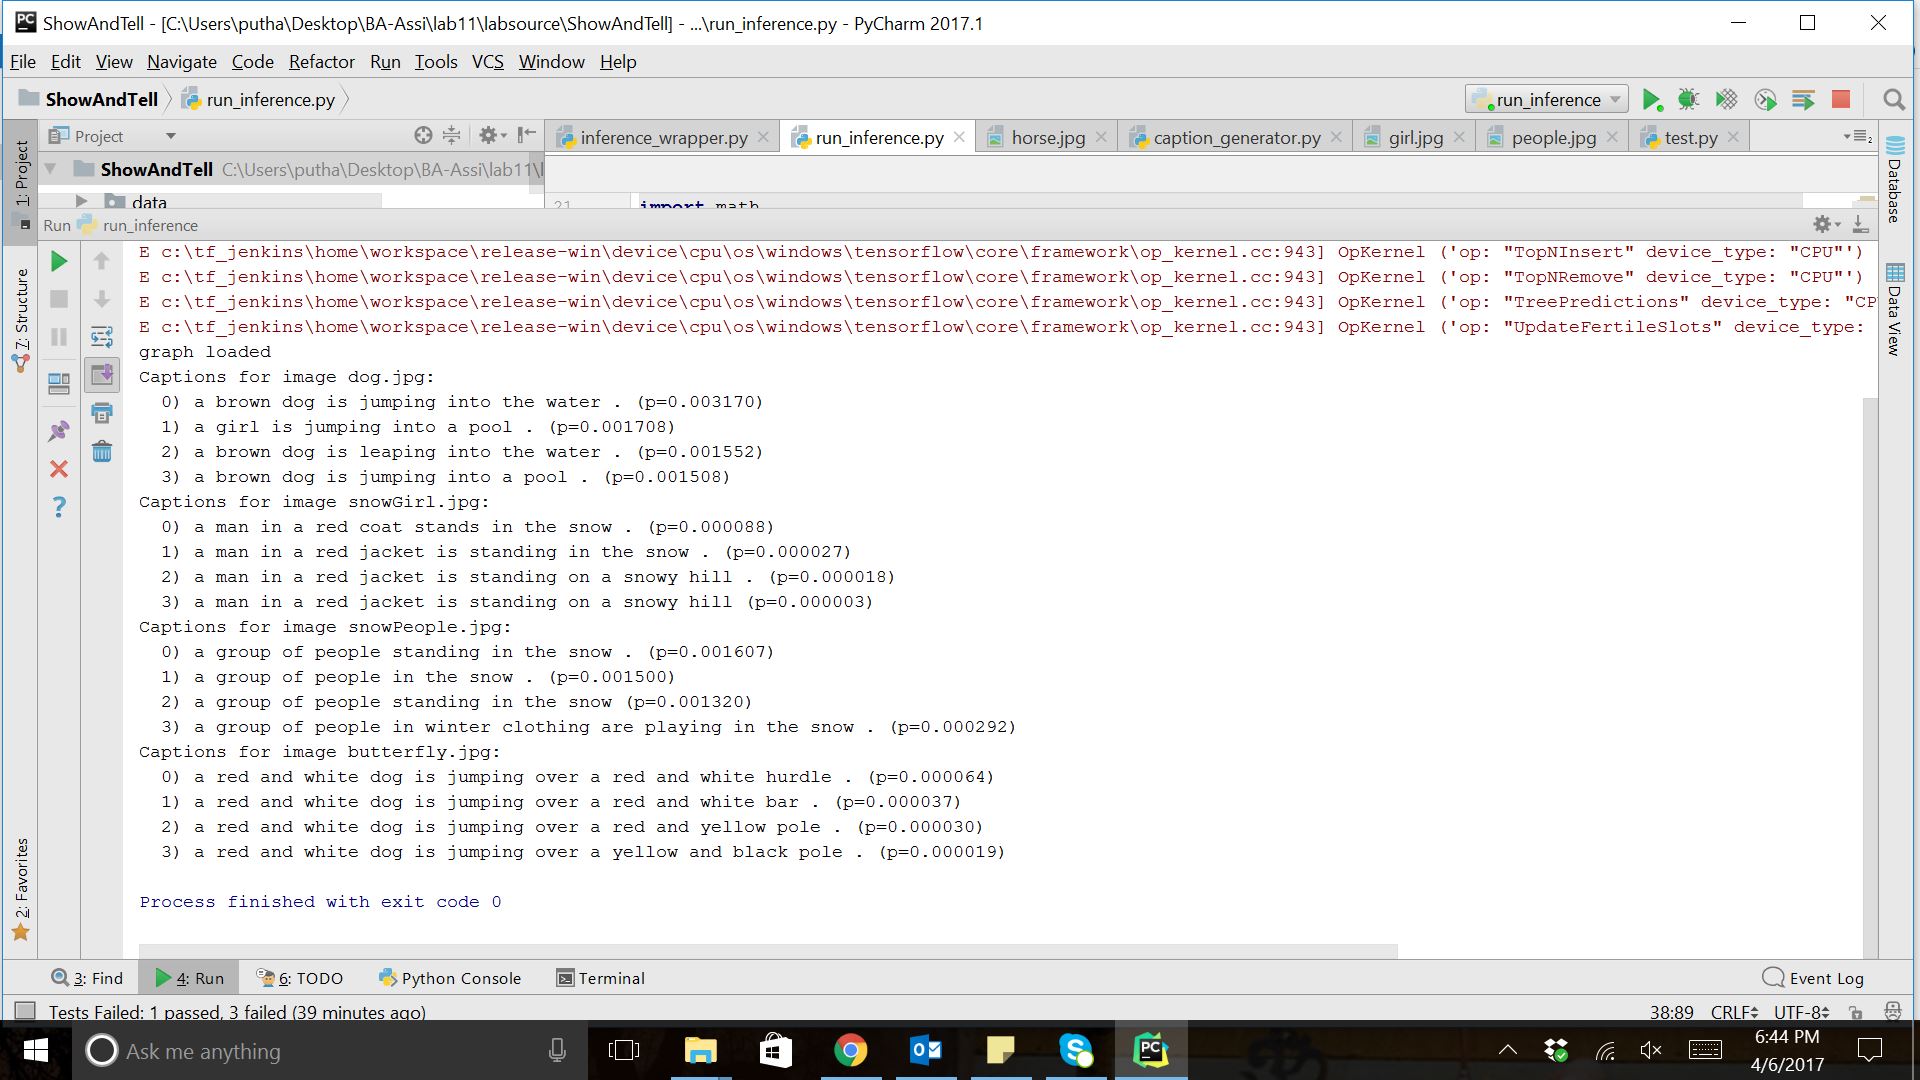 ShowAndTell - [C:\Users\putha\Desktop\BA-Assi\lab11\labsource\ShowAndTell] - ...\run_inference.py - PyCharm 2017.1
File Edit View Navigate Code Refactor Run Tools VCS Window Help
ShowAndTell run_inference.py run_inference
Project inference_wrapper.py run_inference.py horse.jpg caption_generator.py girl.jpg people.jpg test.py
ShowAndTell C:\Users\putha\Desktop\BA-Assi\lab11\l
data 21 import math
Run run_inference
1: Project
7: Structure
2: Favorites
Database
Data View
E c:\tf_jenkins\home\workspace\release-win\device\cpu\os\windows\tensorflow\core\framework\op_kernel.cc:943] OpKernel ('op: "TopNInsert" device_type: "CPU"')
E c:\tf_jenkins\home\workspace\release-win\device\cpu\os\windows\tensorflow\core\framework\op_kernel.cc:943] OpKernel ('op: "TopNRemove" device_type: "CPU"')
E c:\tf_jenkins\home\workspace\release-win\device\cpu\os\windows\tensorflow\core\framework\op_kernel.cc:943] OpKernel ('op: "TreePredictions" device_type: "CP
E c:\tf_jenkins\home\workspace\release-win\device\cpu\os\windows\tensorflow\core\framework\op_kernel.cc:943] OpKernel ('op: "UpdateFertileSlots" device_type:
graph loaded
Captions for image dog.jpg:
0) a brown dog is jumping into the water . (p=0.003170)
1) a girl is jumping into a pool . (p=0.001708)
2) a brown dog is leaping into the water . (p=0.001552)
3) a brown dog is jumping into a pool . (p=0.001508)
Captions for image snowGirl.jpg:
0) a man in a red coat stands in the snow . (p=0.000088)
1) a man in a red jacket is standing in the snow . (p=0.000027)
2) a man in a red jacket is standing on a snowy hill . (p=0.000018)
3) a man in a red jacket is standing on a snowy hill (p=0.000003)
Captions for image snowPeople.jpg:
0) a group of people standing in the snow . (p=0.001607)
1) a group of people in the snow . (p=0.001500)
2) a group of people standing in the snow (p=0.001320)
3) a group of people in winter clothing are playing in the snow . (p=0.000292)
Captions for image butterfly.jpg:
0) a red and white dog is jumping over a red and white hurdle . (p=0.000064)
1) a red and white dog is jumping over a red and white bar . (p=0.000037)
2) a red and white dog is jumping over a red and yellow pole . (p=0.000030)
3) a red and white dog is jumping over a yellow and black pole . (p=0.000019)
Process finished with exit code 0
3: Find 4: Run 6: TODO Python Console Terminal Event Log
Tests Failed: 1 passed, 3 failed (39 minutes ago) 38:89 CRLF UTF-8
Ask me anything 6:44 PM
4/6/2017